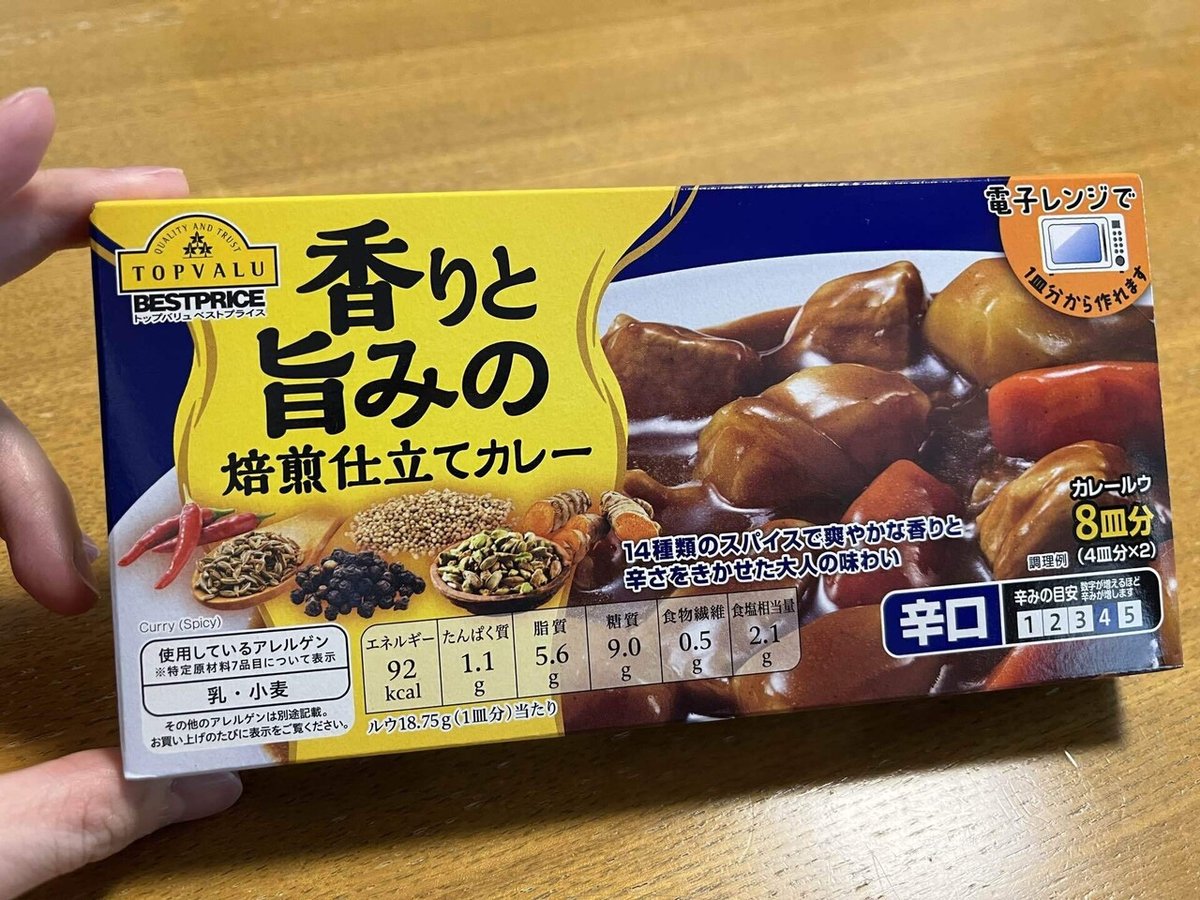 QUALITY AND TRUST
TOPVALU
BESTPRICE
トップバリュ ベストプライス
香りと
旨みの
焙煎仕立てカレー
電子レンジで
1皿分から作れます
14種類のスパイスで爽やかな香りと
辛さをきかせた大人の味わい
カレールゥ
8皿分
調理例 (4皿分×2)
辛口
辛みの目安 数字が増えるほど
辛みが増します
1 2 3 4 5
Curry (Spicy)
使用しているアレルゲン
※特定原材料7品目について表示
乳・小麦
その他のアレルゲンは別途記載。
お買い上げのたびに表示をご覧ください。
エネルギー 92 kcal
たんぱく質 1.1 g
脂質 5.6 g
糖質 9.0 g
食物繊維 0.5 g
食塩相当量 2.1 g
ルウ18.75g(1皿分)当たり